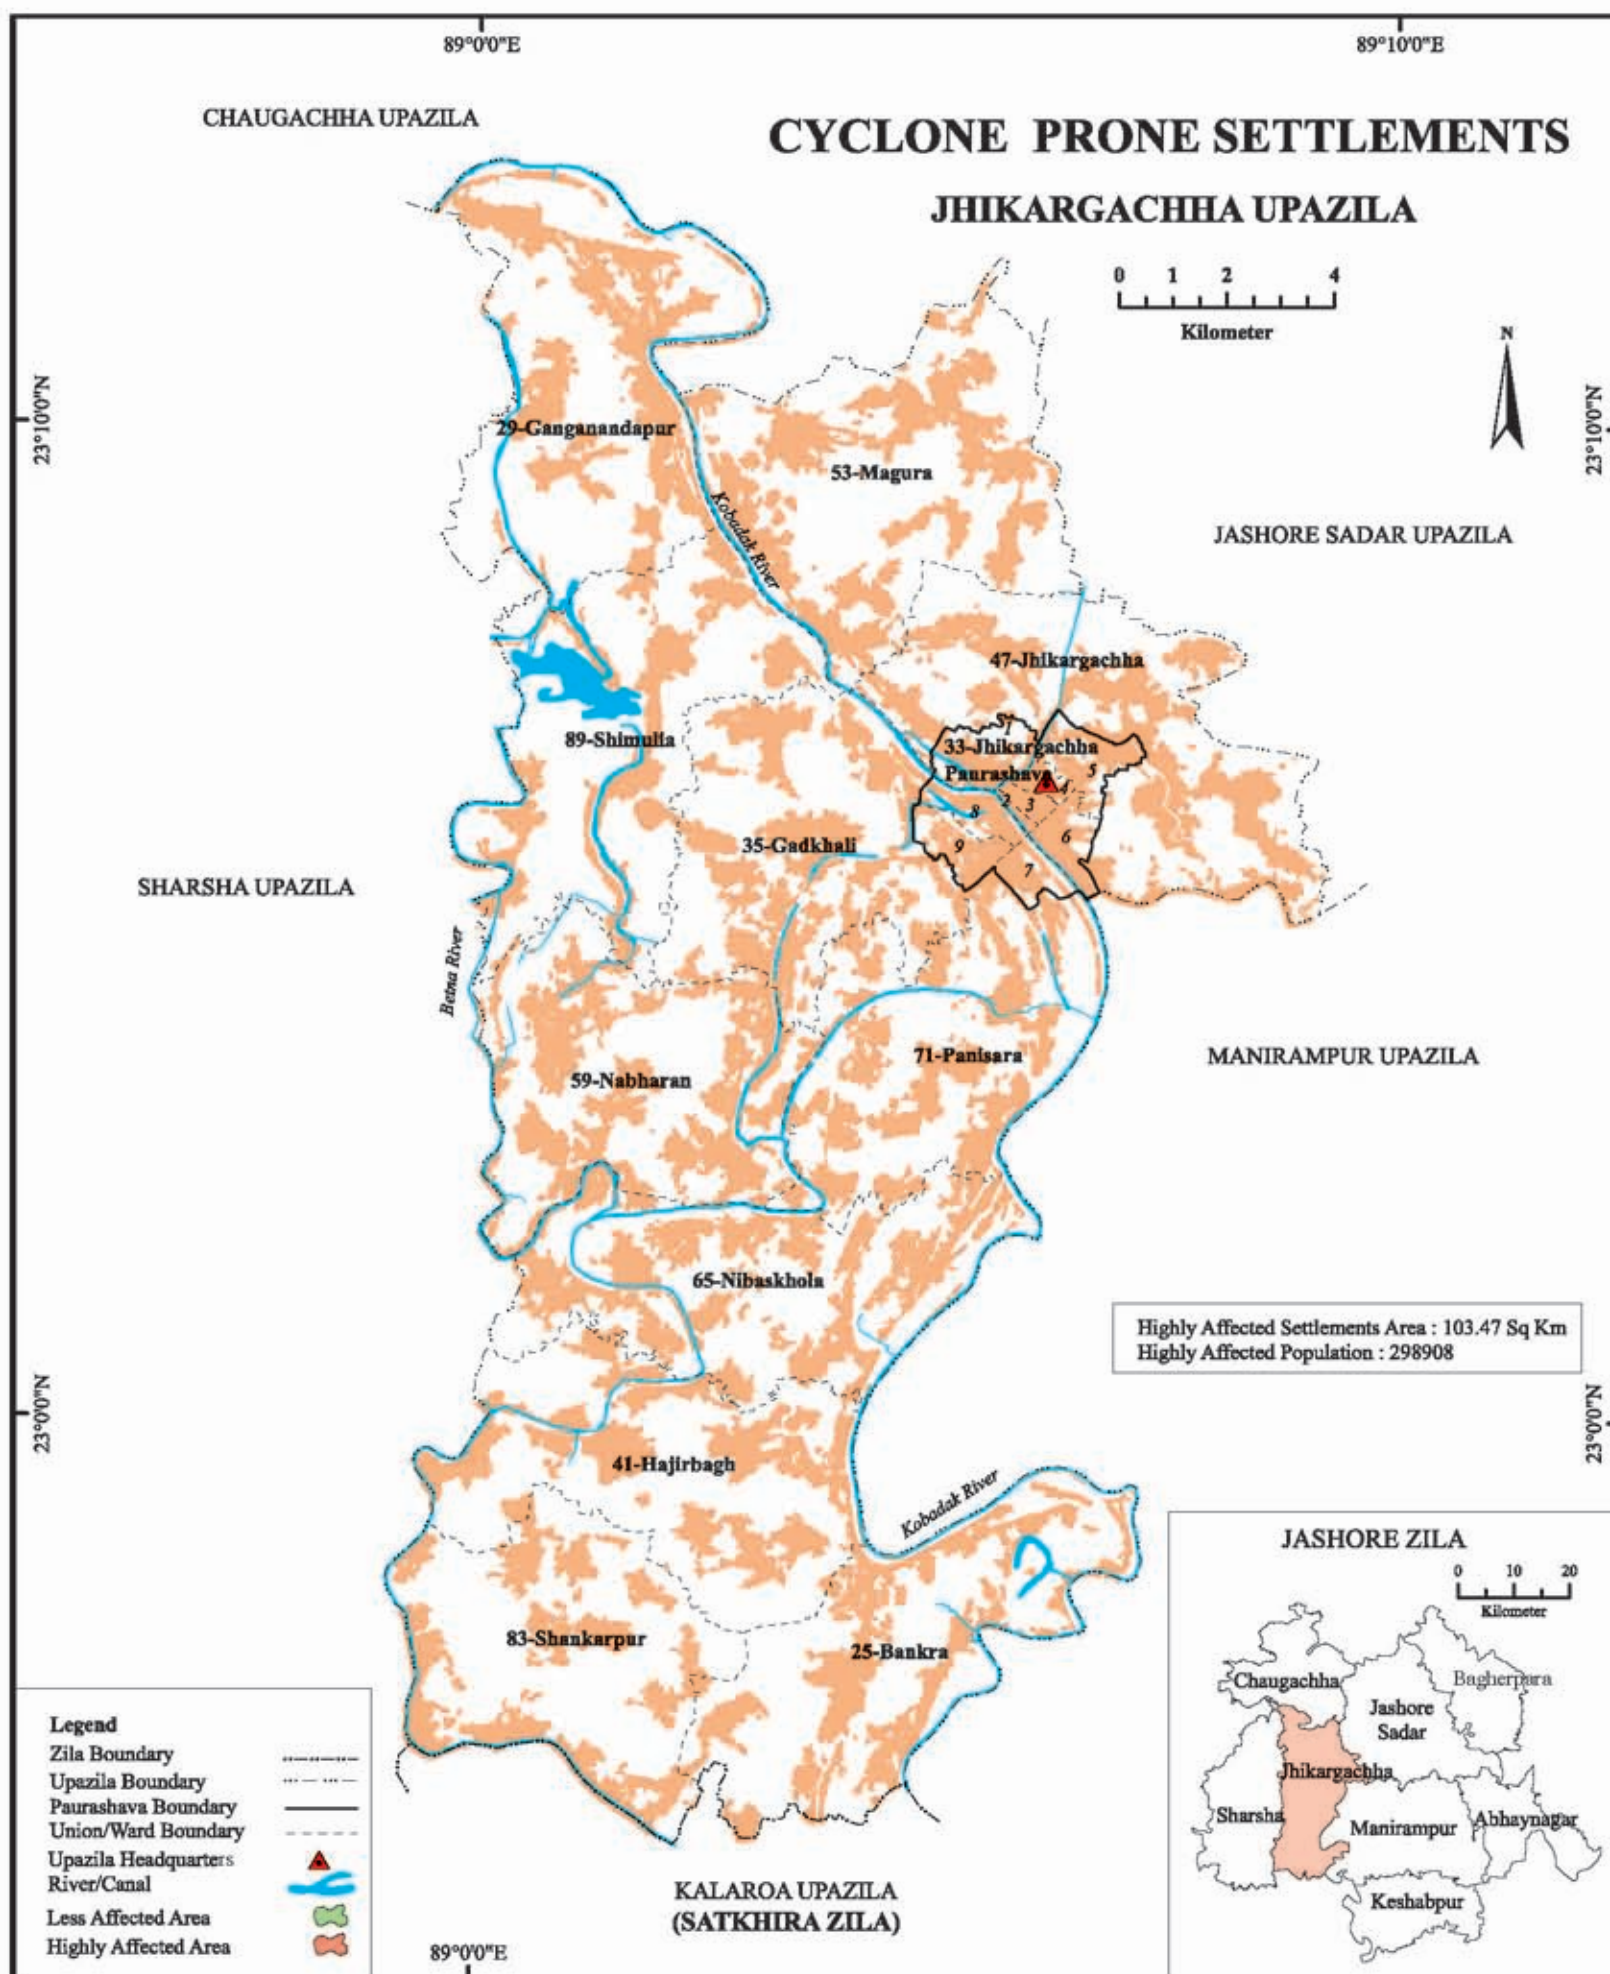 89°0'0"E
89°10'0"E
CHAUGACHHA UPAZILA
CYCLONE PRONE SETTLEMENTS
JHIKARGACHHA UPAZILA
0 1 2 4
Kilometer
N
23°10'0"N
23°10'0"N
29-Ganganandapur
53-Magura
Kobadak River
JASHORE SADAR UPAZILA
47-Jhikargachha
1
33-Jhikargachha
Paurashava
5
4
2
3
8
6
9
7
89-Shimulia
35-Gadkhali
SHARSHA UPAZILA
Betna River
71-Panisara
MANIRAMPUR UPAZILA
59-Nabharan
65-Nibaskhola
Highly Affected Settlements Area : 103.47 Sq Km
Highly Affected Population : 298908
23°0'0"N
23°0'0"N
41-Hajirbagh
Kobadak River
83-Shankarpur
25-Bankra
JASHORE ZILA
0 10 20
Kilometer
Chaugachha
Bagherpara
Jashore
Sadar
Jhikargachha
Sharsha
Manirampur
Abhaynagar
Keshabpur
Legend
Zila Boundary
Upazila Boundary
Paurashava Boundary
Union/Ward Boundary
Upazila Headquarters
River/Canal
Less Affected Area
Highly Affected Area
KALAROA UPAZILA
(SATKHIRA ZILA)
89°0'0"E